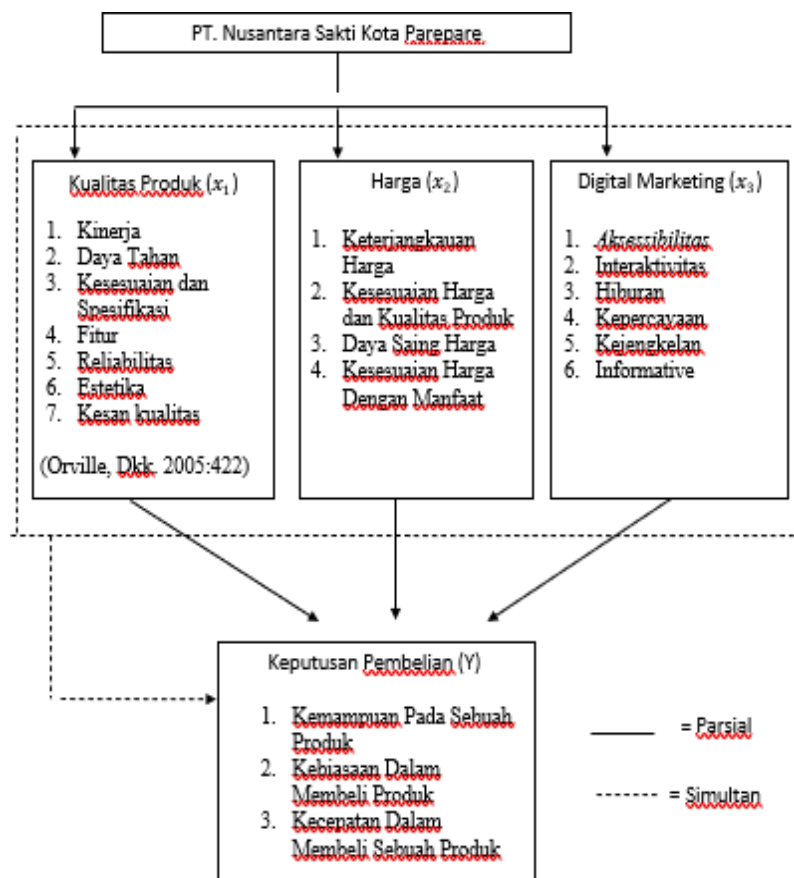 PT. Nusantara Sakti Kota Parepare
Kualitas Produk (x₁)
1. Kinerja
2. Daya Tahan
3. Kesesuaian dan
Spesifikasi
4. Fitur
5. Reliabilitas
6. Estetika
7. Kesan kualitas
(Orville, Dkk. 2005:422)
Harga (x₂)
1. Keterjangkauan
Harga
2. Kesesuaian Harga
dan Kualitas Produk
3. Daya Saing Harga
4. Kesesuaian Harga
Dengan Manfaat
Digital Marketing (x₃)
1. Aksessibilitas
2. Interaktivitas
3. Hiburan
4. Kepercayaan
5. Kejengkelan
6. Informative
Keputusan Pembelian (Y)
1. Kemampuan Pada Sebuah
Produk
2. Kebiasaan Dalam
Membeli Produk
3. Kecepatan Dalam
Membeli Sebuah Produk
= Parsial
= Simultan